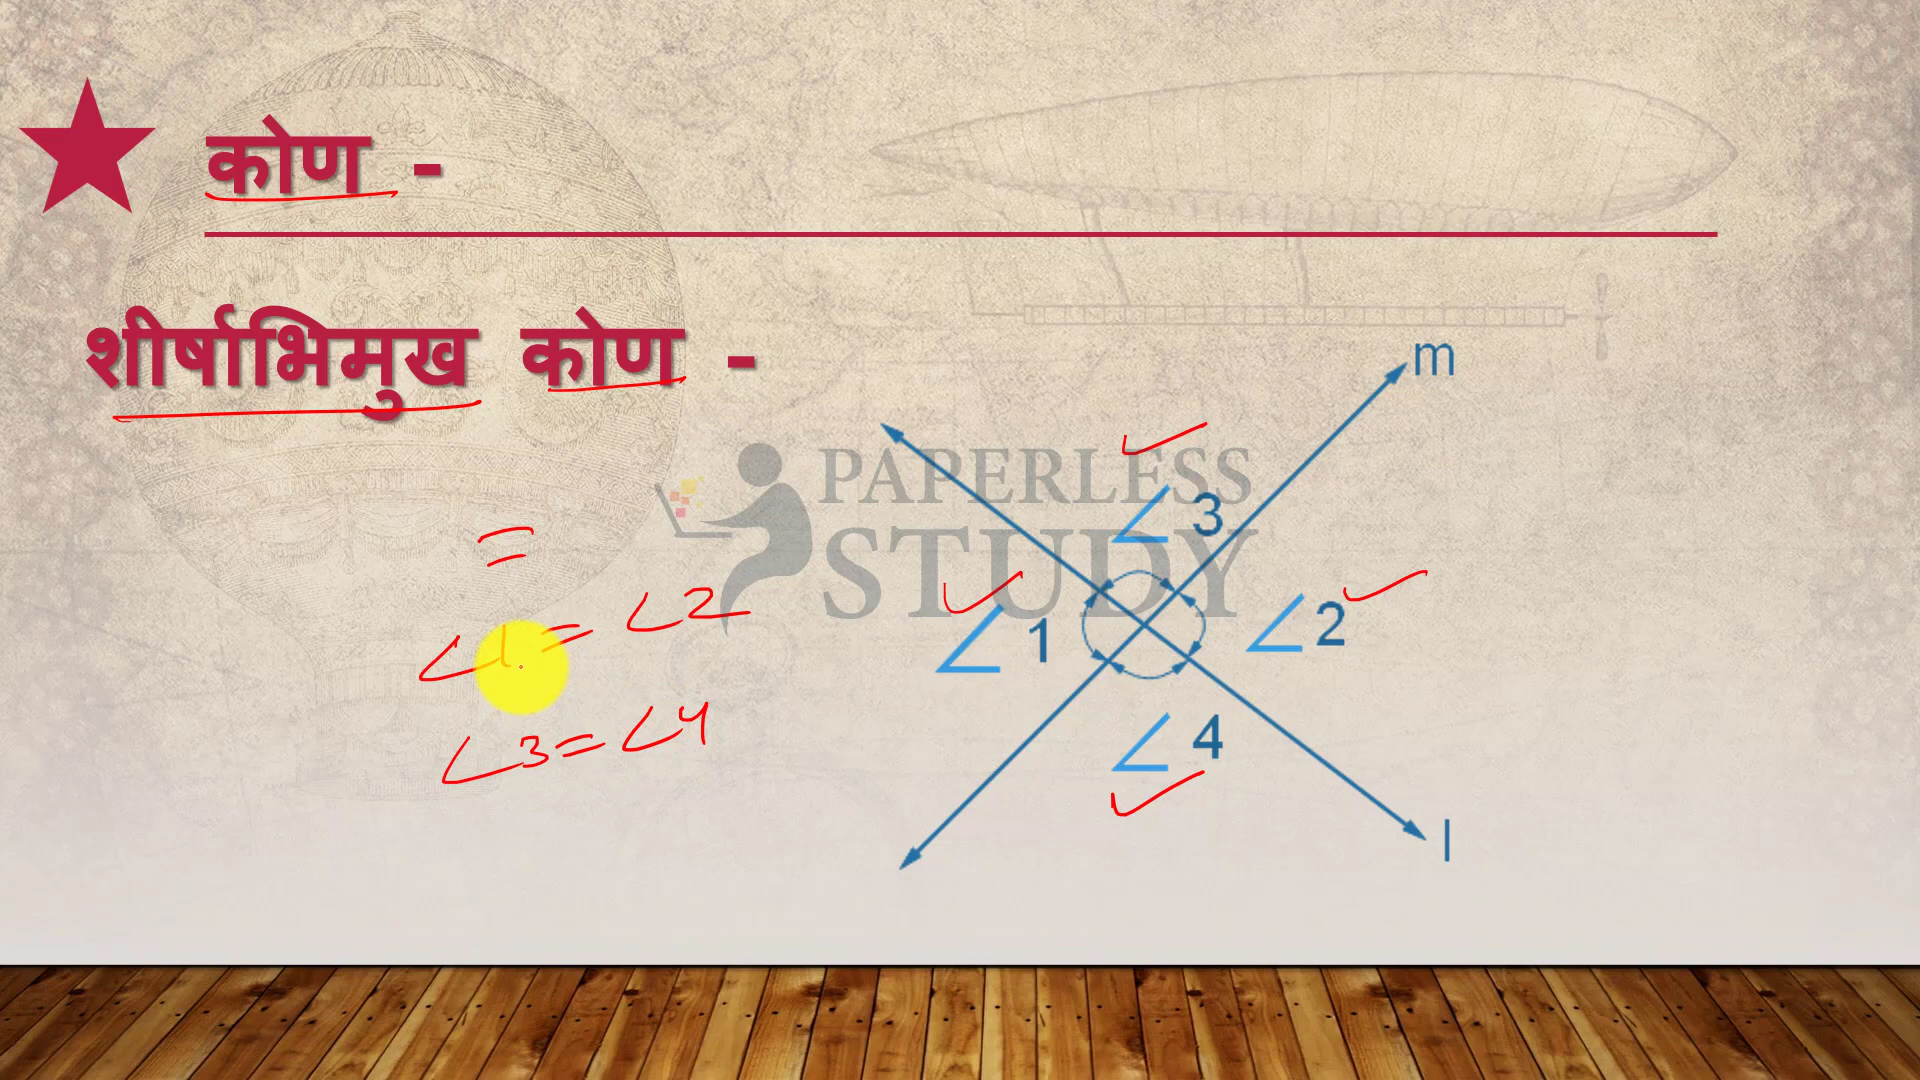 कोण -
शीर्षाभिमुख कोण -
m
PAPERLESS
STUDY
∠3
=
∠1 = ∠2
∠1
∠2
∠3 = ∠4
∠4
l